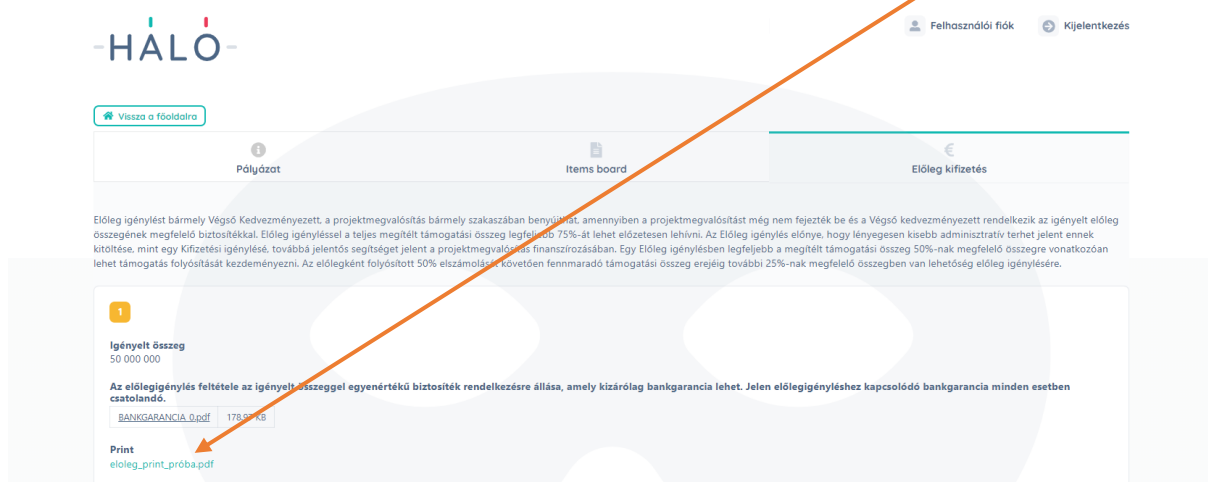 HÁLÓ
Felhasználói fiók
Kijelentkezés
Vissza a főoldalra
Pályázat
Items board
€
Előleg kifizetés
Előleg igénylést bármely Végső Kedvezményezett, a projektmegvalósítás bármely szakaszában benyújthat, amennyiben a projektmegvalósítást még nem fejezték be és a Végső kedvezményezett rendelkezik az igényelt előleg
összegének megfelelő biztosítékkal. Előleg igényléssel a teljes megítélt támogatási összeg legfeljebb 75%-át lehet előzetesen lehívni. Az Előleg igénylés előnye, hogy lényegesen kisebb adminisztratív terhet jelent ennek
kitöltése, mint egy Kifizetési igénylésé, továbbá jelentős segítséget jelent a projektmegvalósítás finanszírozásában. Egy Előleg igénylésben legfeljebb a megítélt támogatási összeg 50%-nak megfelelő összegre vonatkozóan
lehet támogatás folyósítását kezdeményezni. Az előlegként folyósított 50% elszámolását követően fennmaradó támogatási összeg erejéig további 25%-nak megfelelő összegben van lehetőség előleg igénylésére.
1
Igényelt összeg
50 000 000
Az előlegigénylés feltétele az igényelt összeggel egyenértékű biztosíték rendelkezésre állása, amely kizárólag bankgarancia lehet. Jelen előlegigényléshez kapcsolódó bankgarancia minden esetben
csatolandó.
BANKGARANCIA_0.pdf 178.97 KB
Print
eloleg_print_próba.pdf